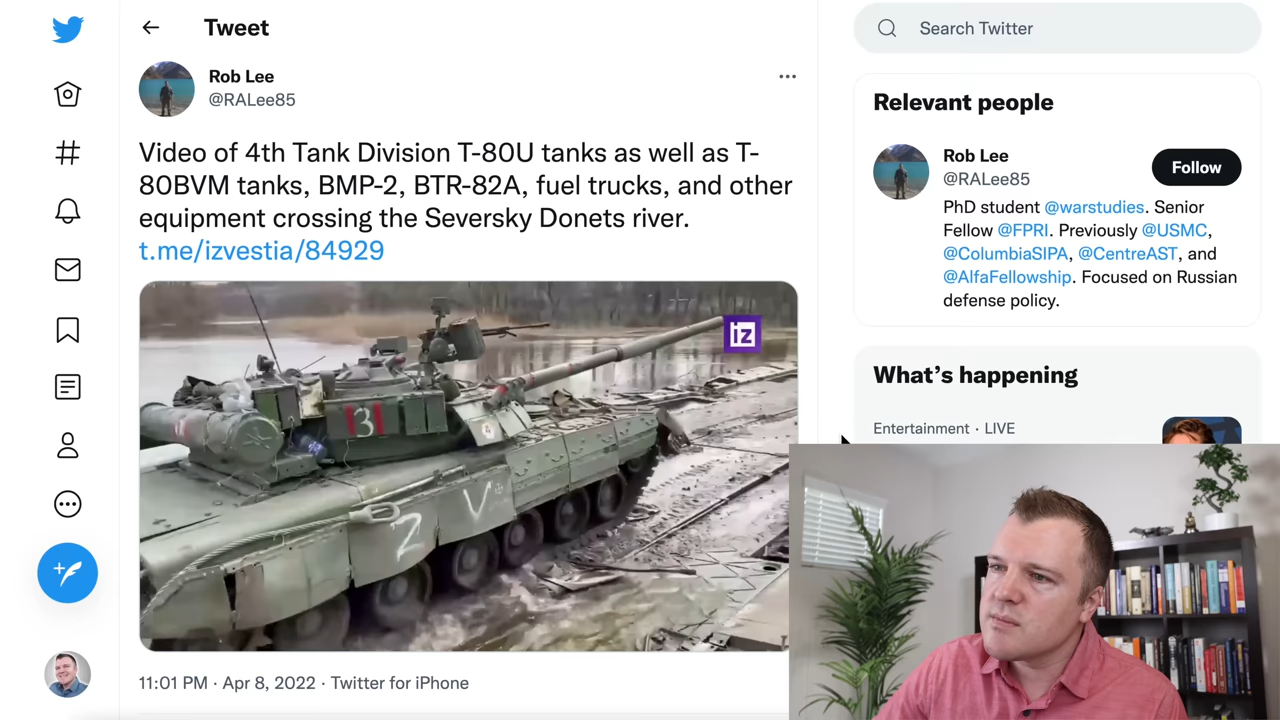 Tweet
Rob Lee
@RALee85
Video of 4th Tank Division T-80U tanks as well as T-
80BVM tanks, BMP-2, BTR-82A, fuel trucks, and other
equipment crossing the Seversky Donets river.
t.me/izvestia/84929
iz
131
4
Z
V
11:01 PM · Apr 8, 2022 · Twitter for iPhone
Search Twitter
Relevant people
Rob Lee
@RALee85
Follow
PhD student @warstudies. Senior
Fellow @FPRI. Previously @USMC,
@ColumbiaSIPA, @CentreAST, and
@AlfaFellowship. Focused on Russian
defense policy.
What's happening
Entertainment · LIVE